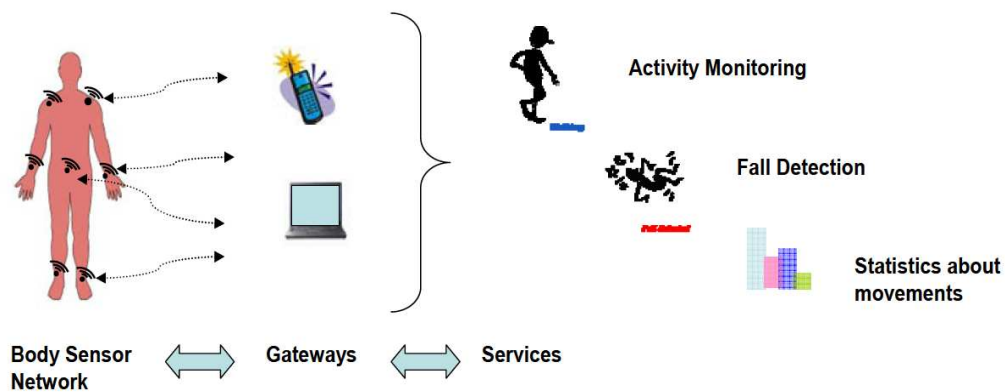 Activity Monitoring
Fall Detection
Statistics about
movements
Body Sensor
Network
Gateways
Services